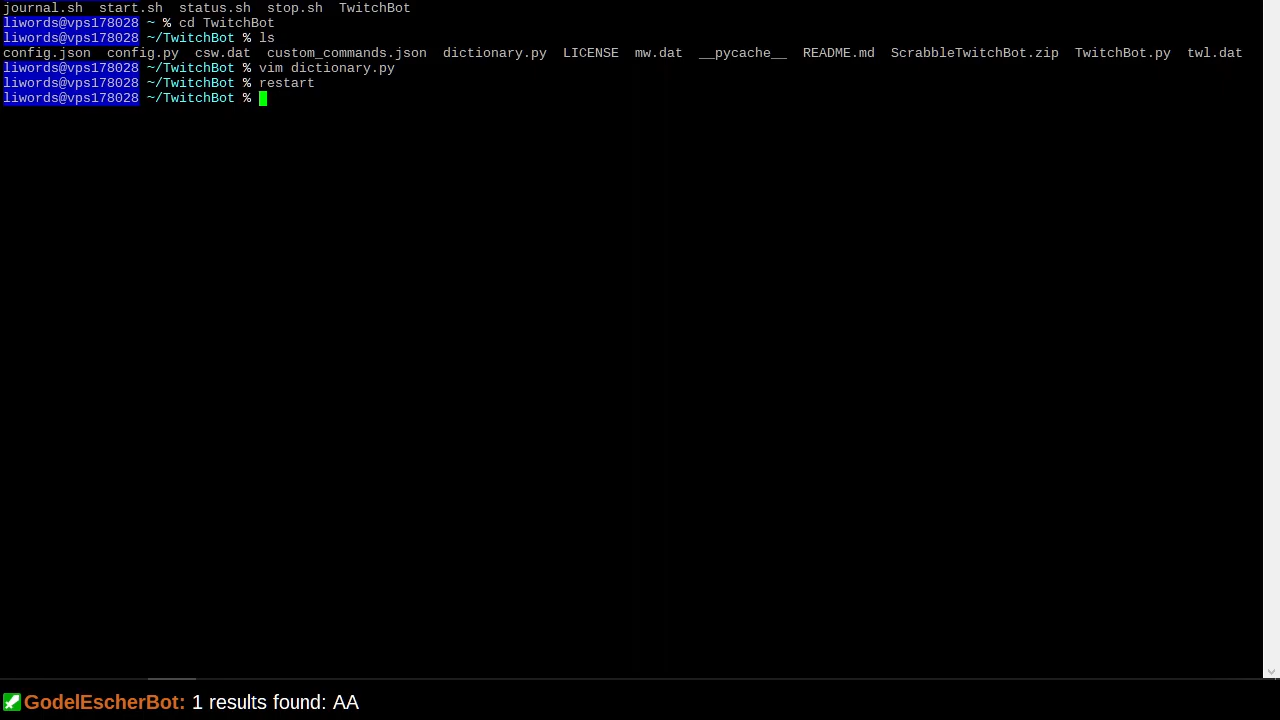 journal.sh  start.sh  status.sh  stop.sh  TwitchBot
liwords@vps178028 ~ % cd TwitchBot
liwords@vps178028 ~/TwitchBot % ls
config.json  config.py  csw.dat  custom_commands.json  dictionary.py  LICENSE  mw.dat  __pycache__  README.md  ScrabbleTwitchBot.zip  TwitchBot.py  twl.dat
liwords@vps178028 ~/TwitchBot % vim dictionary.py
liwords@vps178028 ~/TwitchBot % restart
liwords@vps178028 ~/TwitchBot %
GodelEscherBot: 1 results found: AA